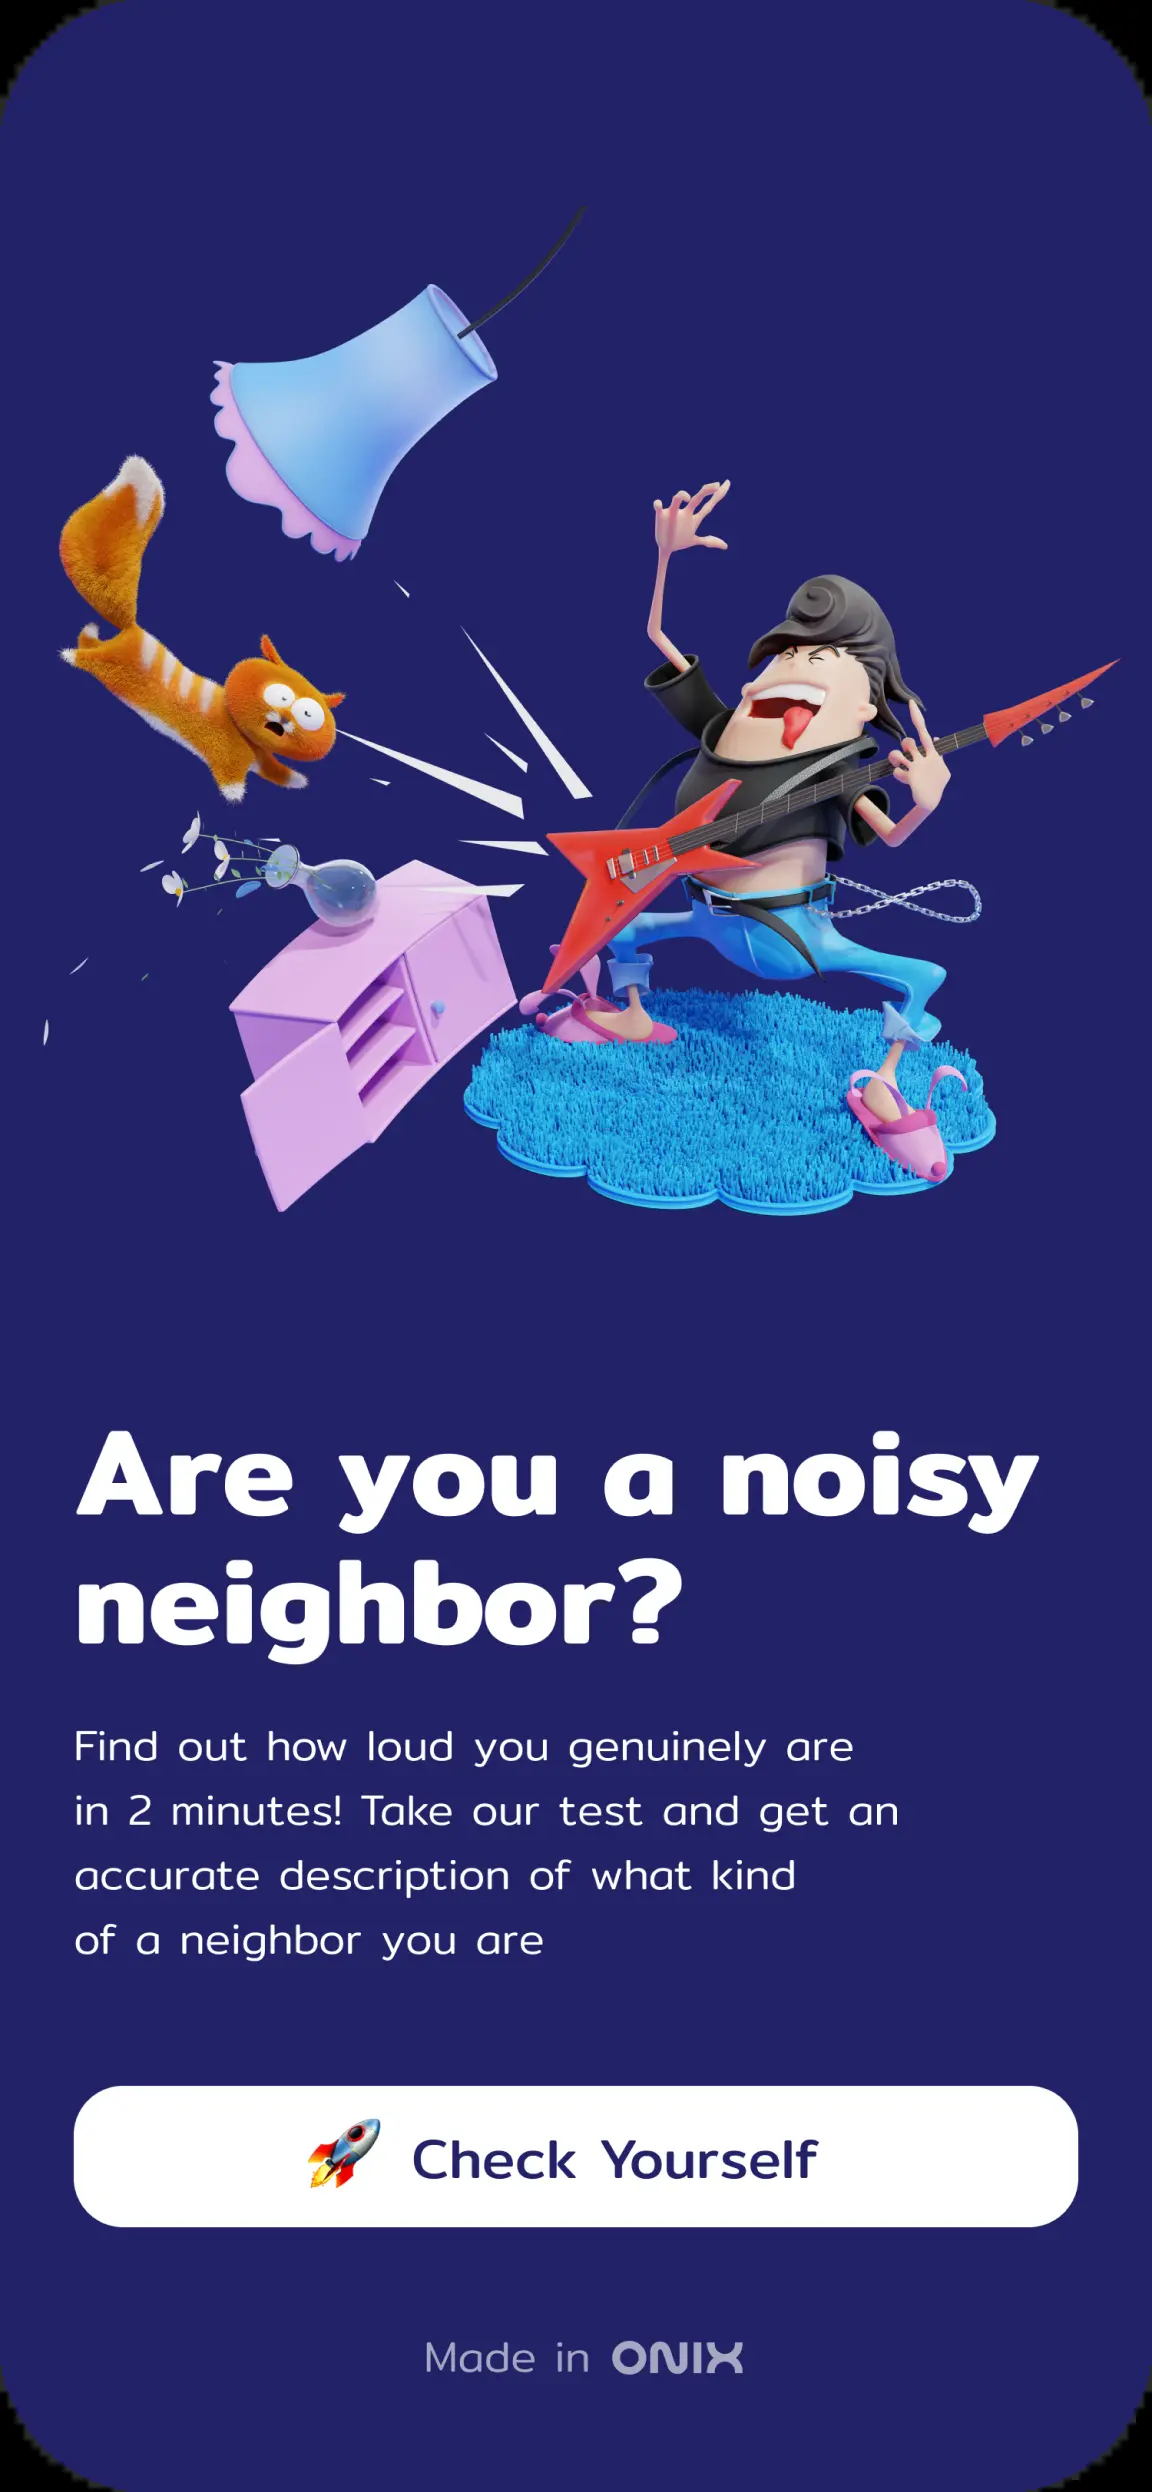 Are you a noisy
neighbor?
Find out how loud you genuinely are
in 2 minutes! Take our test and get an
accurate description of what kind
of a neighbor you are
🚀 Check Yourself
Made in ONIX